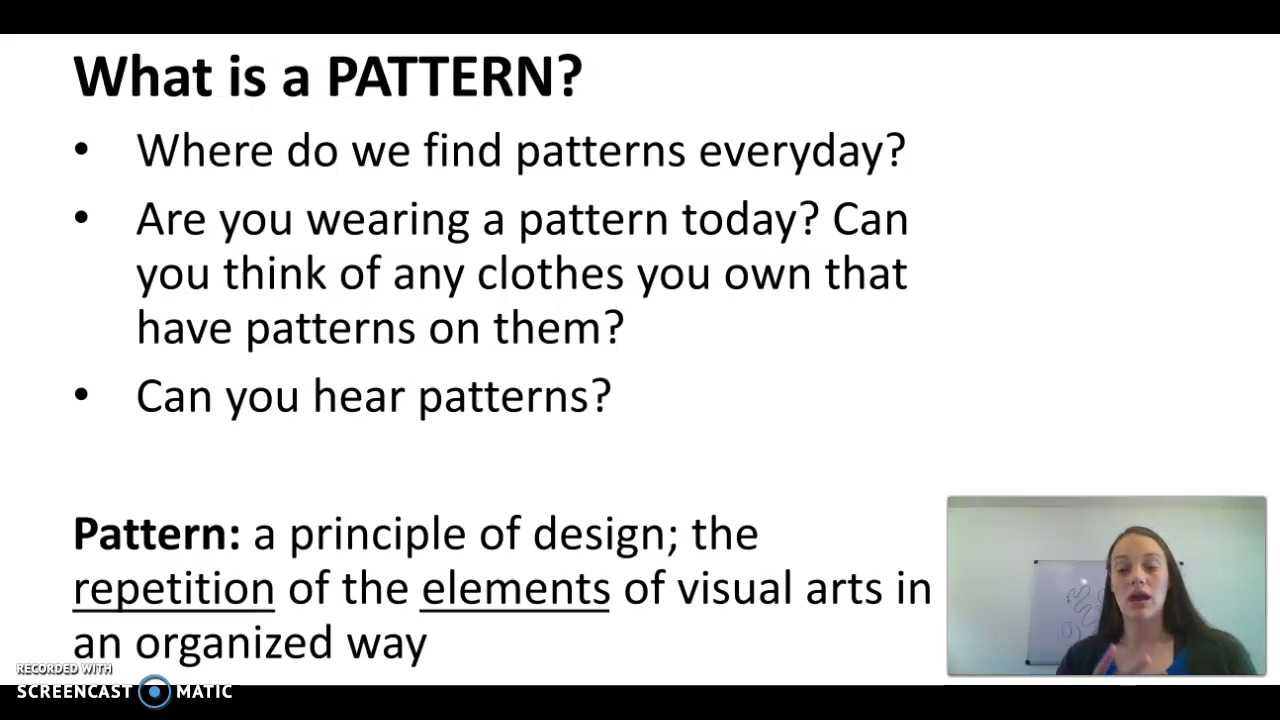 What is a PATTERN?
• Where do we find patterns everyday?
• Are you wearing a pattern today? Can
you think of any clothes you own that
have patterns on them?
• Can you hear patterns?
Pattern: a principle of design; the
repetition of the elements of visual arts in
an organized way
RECORDED WITH
SCREENCAST MATIC